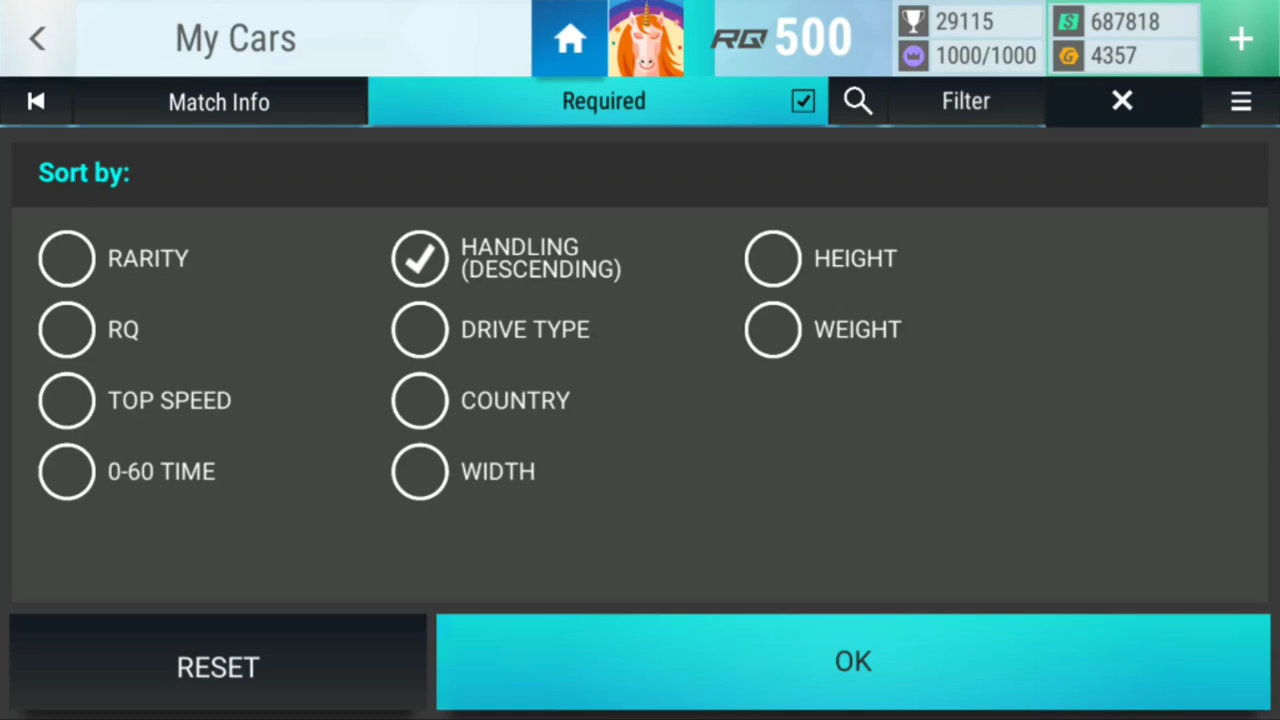 My Cars
RQ 500
29115
1000/1000
687818
4357
Match Info
Required
Filter
Sort by:
RARITY
RQ
TOP SPEED
0-60 TIME
HANDLING
(DESCENDING)
DRIVE TYPE
COUNTRY
WIDTH
HEIGHT
WEIGHT
RESET
OK